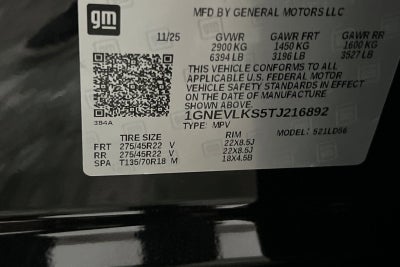 gm
MFD BY GENERAL MOTORS LLC
11/25 GVWR GAWR FRT GAWR RR
2900 KG 1450 KG 1600 KG
6394 LB 3196 LB 3527 LB
THIS VEHICLE CONFORMS TO ALL
APPLICABLE U.S. FEDERAL MOTOR
VEHICLE SAFETY STANDARDS IN EFFECT
ON THE DATE OF MANUFACTURE
SHOWN ABOVE.
1GNEVLKS5TJ216892
384A
TYPE: MPV MODEL: 521LD56
TIRE SIZE RIM
FRT 275/45R22 V 22X8.5J
RR 275/45R22 V 22X8.5J
SPA T135/70R18 M 18X4.5B